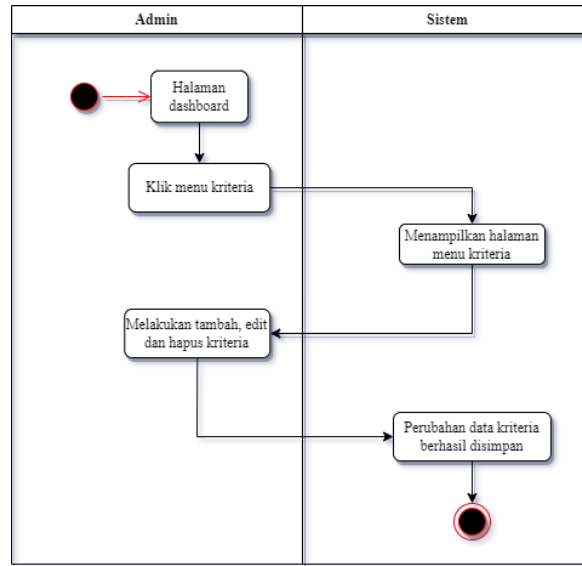 Admin
Sistem
Halaman
dashboard
Klik menu kriteria
Menampilkan halaman
menu kriteria
Melakukan tambah, edit
dan hapus kriteria
Perubahan data kriteria
berhasil disimpan